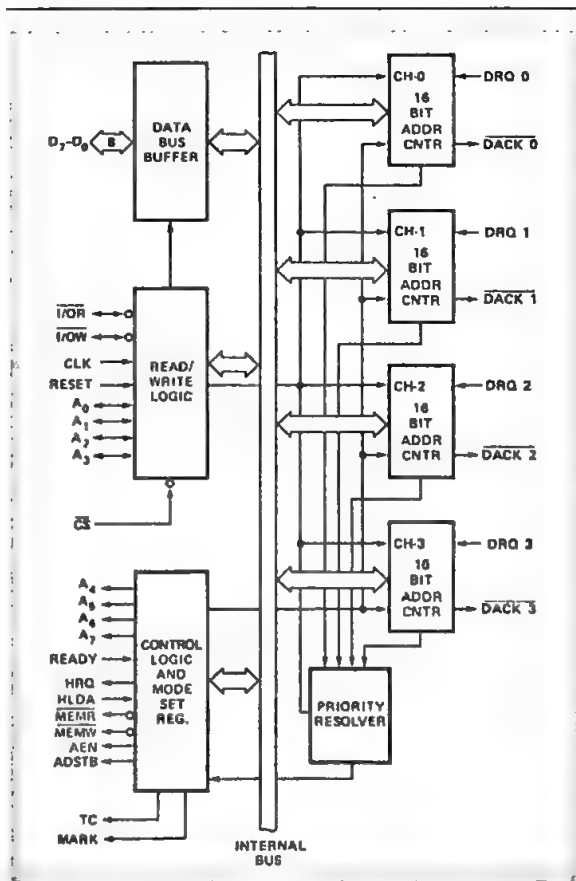 D₇-D₀
8
DATA
BUS
BUFFER
I/OR
I/OW
CLK
RESET
A₀
A₁
A₂
A₃
CS
READ/
WRITE
LOGIC
A₄
A₅
A₆
A₇
READY
HRQ
HLDA
MEMR
MEMW
AEN
ADSTB
TC
MARK
CONTROL
LOGIC
AND
MODE
SET
REG.
INTERNAL
BUS
CH-0
16
BIT
ADDR
CNTR
DRQ 0
DACK 0
CH-1
16
BIT
ADDR
CNTR
DRQ 1
DACK 1
CH-2
16
BIT
ADDR
CNTR
DRQ 2
DACK 2
CH-3
16
BIT
ADDR
CNTR
DRQ 3
DACK 3
PRIORITY
RESOLVER